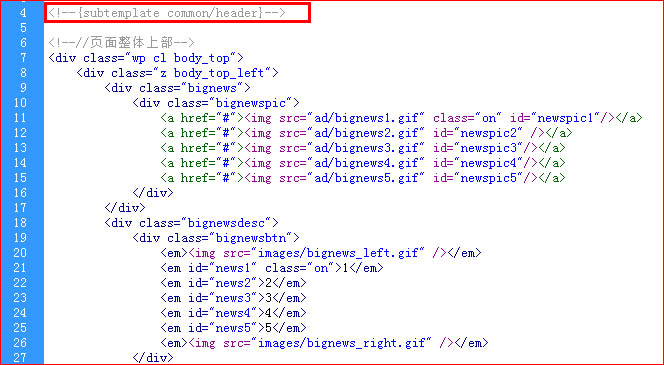 4 <!--{subtemplate common/header}-->
5
6 <!--//页面整体上部-->
7 <div class="wp cl body_top">
8 <div class="z body_top_left">
9 <div class="bignews">
10 <div class="bignewspic">
11 <a href="#"><img src="ad/bignews1.gif" class="on" id="newspic1"/></a>
12 <a href="#"><img src="ad/bignews2.gif" id="newspic2" /></a>
13 <a href="#"><img src="ad/bignews3.gif" id="newspic3"/></a>
14 <a href="#"><img src="ad/bignews4.gif" id="newspic4"/></a>
15 <a href="#"><img src="ad/bignews5.gif" id="newspic5"/></a>
16 </div>
17 </div>
18 <div class="bignewsdesc">
19 <div class="bignewsbtn">
20 <em><img src="images/bignews_left.gif" /></em>
21 <em id="news1" class="on">1</em>
22 <em id="news2">2</em>
23 <em id="news3">3</em>
24 <em id="news4">4</em>
25 <em id="news5">5</em>
26 <em><img src="images/bignews_right.gif" /></em>
27 </div>